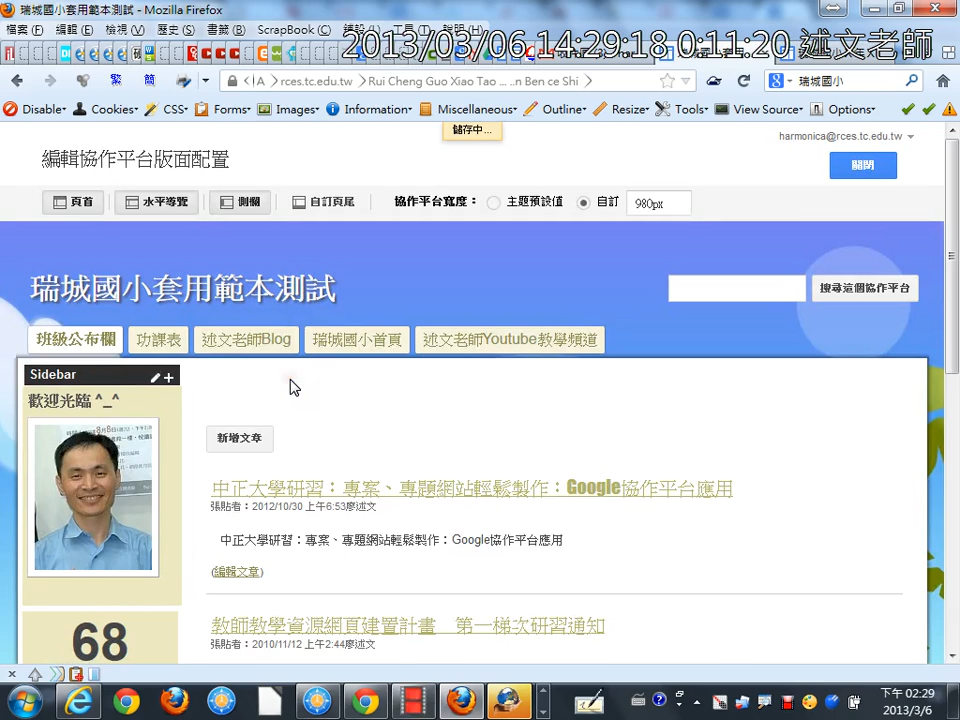 瑞城國小套用範本測試 - Mozilla Firefox
檔案(F) 編輯(E) 檢視(V) 歷史(S) 書籤(B) ScrapBook(C) 工具(T) 說明(H)
2013/03/06 14:29:18 0:11:20 述文老師
繁 簡 rces.tc.edu.tw Rui Cheng Guo Xiao Tao ... n Ben ce Shi 瑞城國小
Disable Cookies CSS Forms Images Information Miscellaneous Outline Resize Tools View Source Options
儲存中...
harmonica@rces.tc.edu.tw
編輯協作平台版面配置
關閉
頁首 水平導覽 側欄 自訂頁尾 協作平台寬度： 主題預設值 自訂 980px
瑞城國小套用範本測試
搜尋這個協作平台
班級公布欄 功課表 述文老師Blog 瑞城國小首頁 述文老師Youtube教學頻道
Sidebar
歡迎光臨 ^_^
新增文章
中正大學研習：專案、專題網站輕鬆製作：Google協作平台應用
張貼者：2012/10/30 上午6:53廖述文
中正大學研習：專案、專題網站輕鬆製作：Google協作平台應用
(編輯文章)
教師教學資源網頁建置計畫 第一梯次研習通知
張貼者：2010/11/12 上午2:44廖述文
68
下午 02:29
2013/3/6